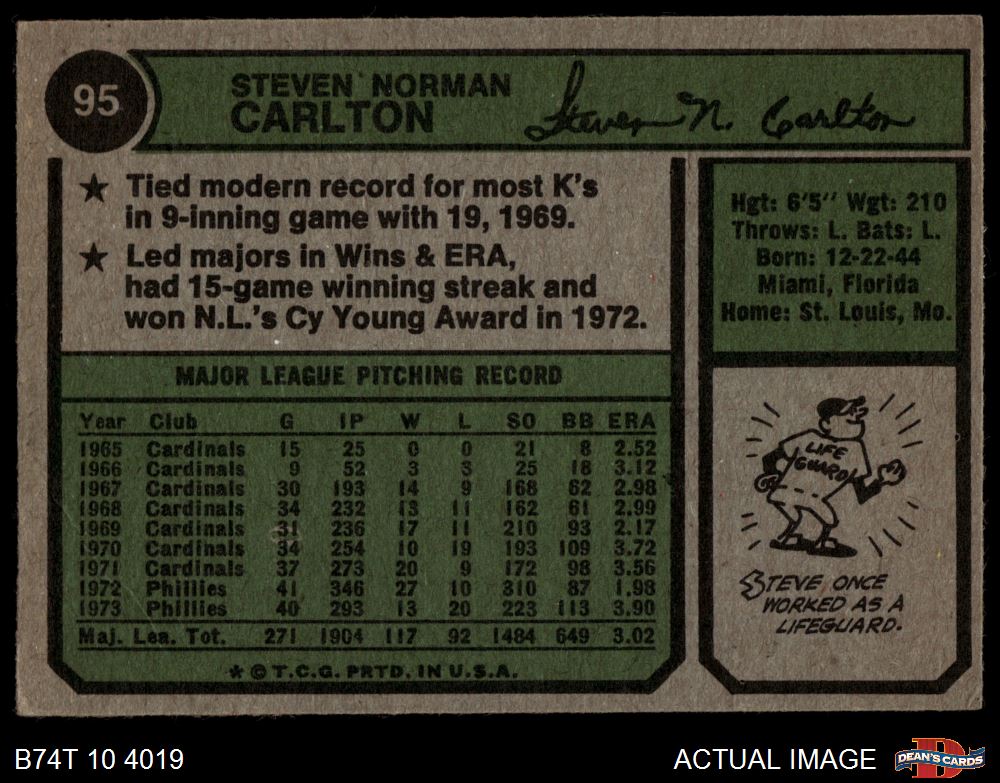 95
STEVEN NORMAN
CARLTON
Steven N. Carlton
★ Tied modern record for most K's
in 9-inning game with 19, 1969.
★ Led majors in Wins & ERA,
had 15-game winning streak and
won N.L.'s Cy Young Award in 1972.
Hgt: 6'5″ Wgt: 210
Throws: L. Bats: L.
Born: 12-22-44
Miami, Florida
Home: St. Louis, Mo.
MAJOR LEAGUE PITCHING RECORD
Year Club G IP W L SO BB ERA
1965 Cardinals 15 25 0 0 21 8 2.52
1966 Cardinals 9 52 3 3 25 18 3.12
1967 Cardinals 30 193 14 9 168 62 2.98
1968 Cardinals 34 232 13 11 162 61 2.99
1969 Cardinals 31 236 17 11 210 93 2.17
1970 Cardinals 34 254 10 19 193 109 3.72
1971 Cardinals 37 273 20 9 172 98 3.56
1972 Phillies 41 346 27 10 310 87 1.98
1973 Phillies 40 293 13 20 223 113 3.90
Maj. Lea. Tot. 271 1904 117 92 1484 649 3.02
* © T.C.G. PRTD. IN U.S.A.
LIFE
GUARD
STEVE ONCE
WORKED AS A
LIFEGUARD.
B74T 10 4019
ACTUAL IMAGE
D
DEAN'S CARDS